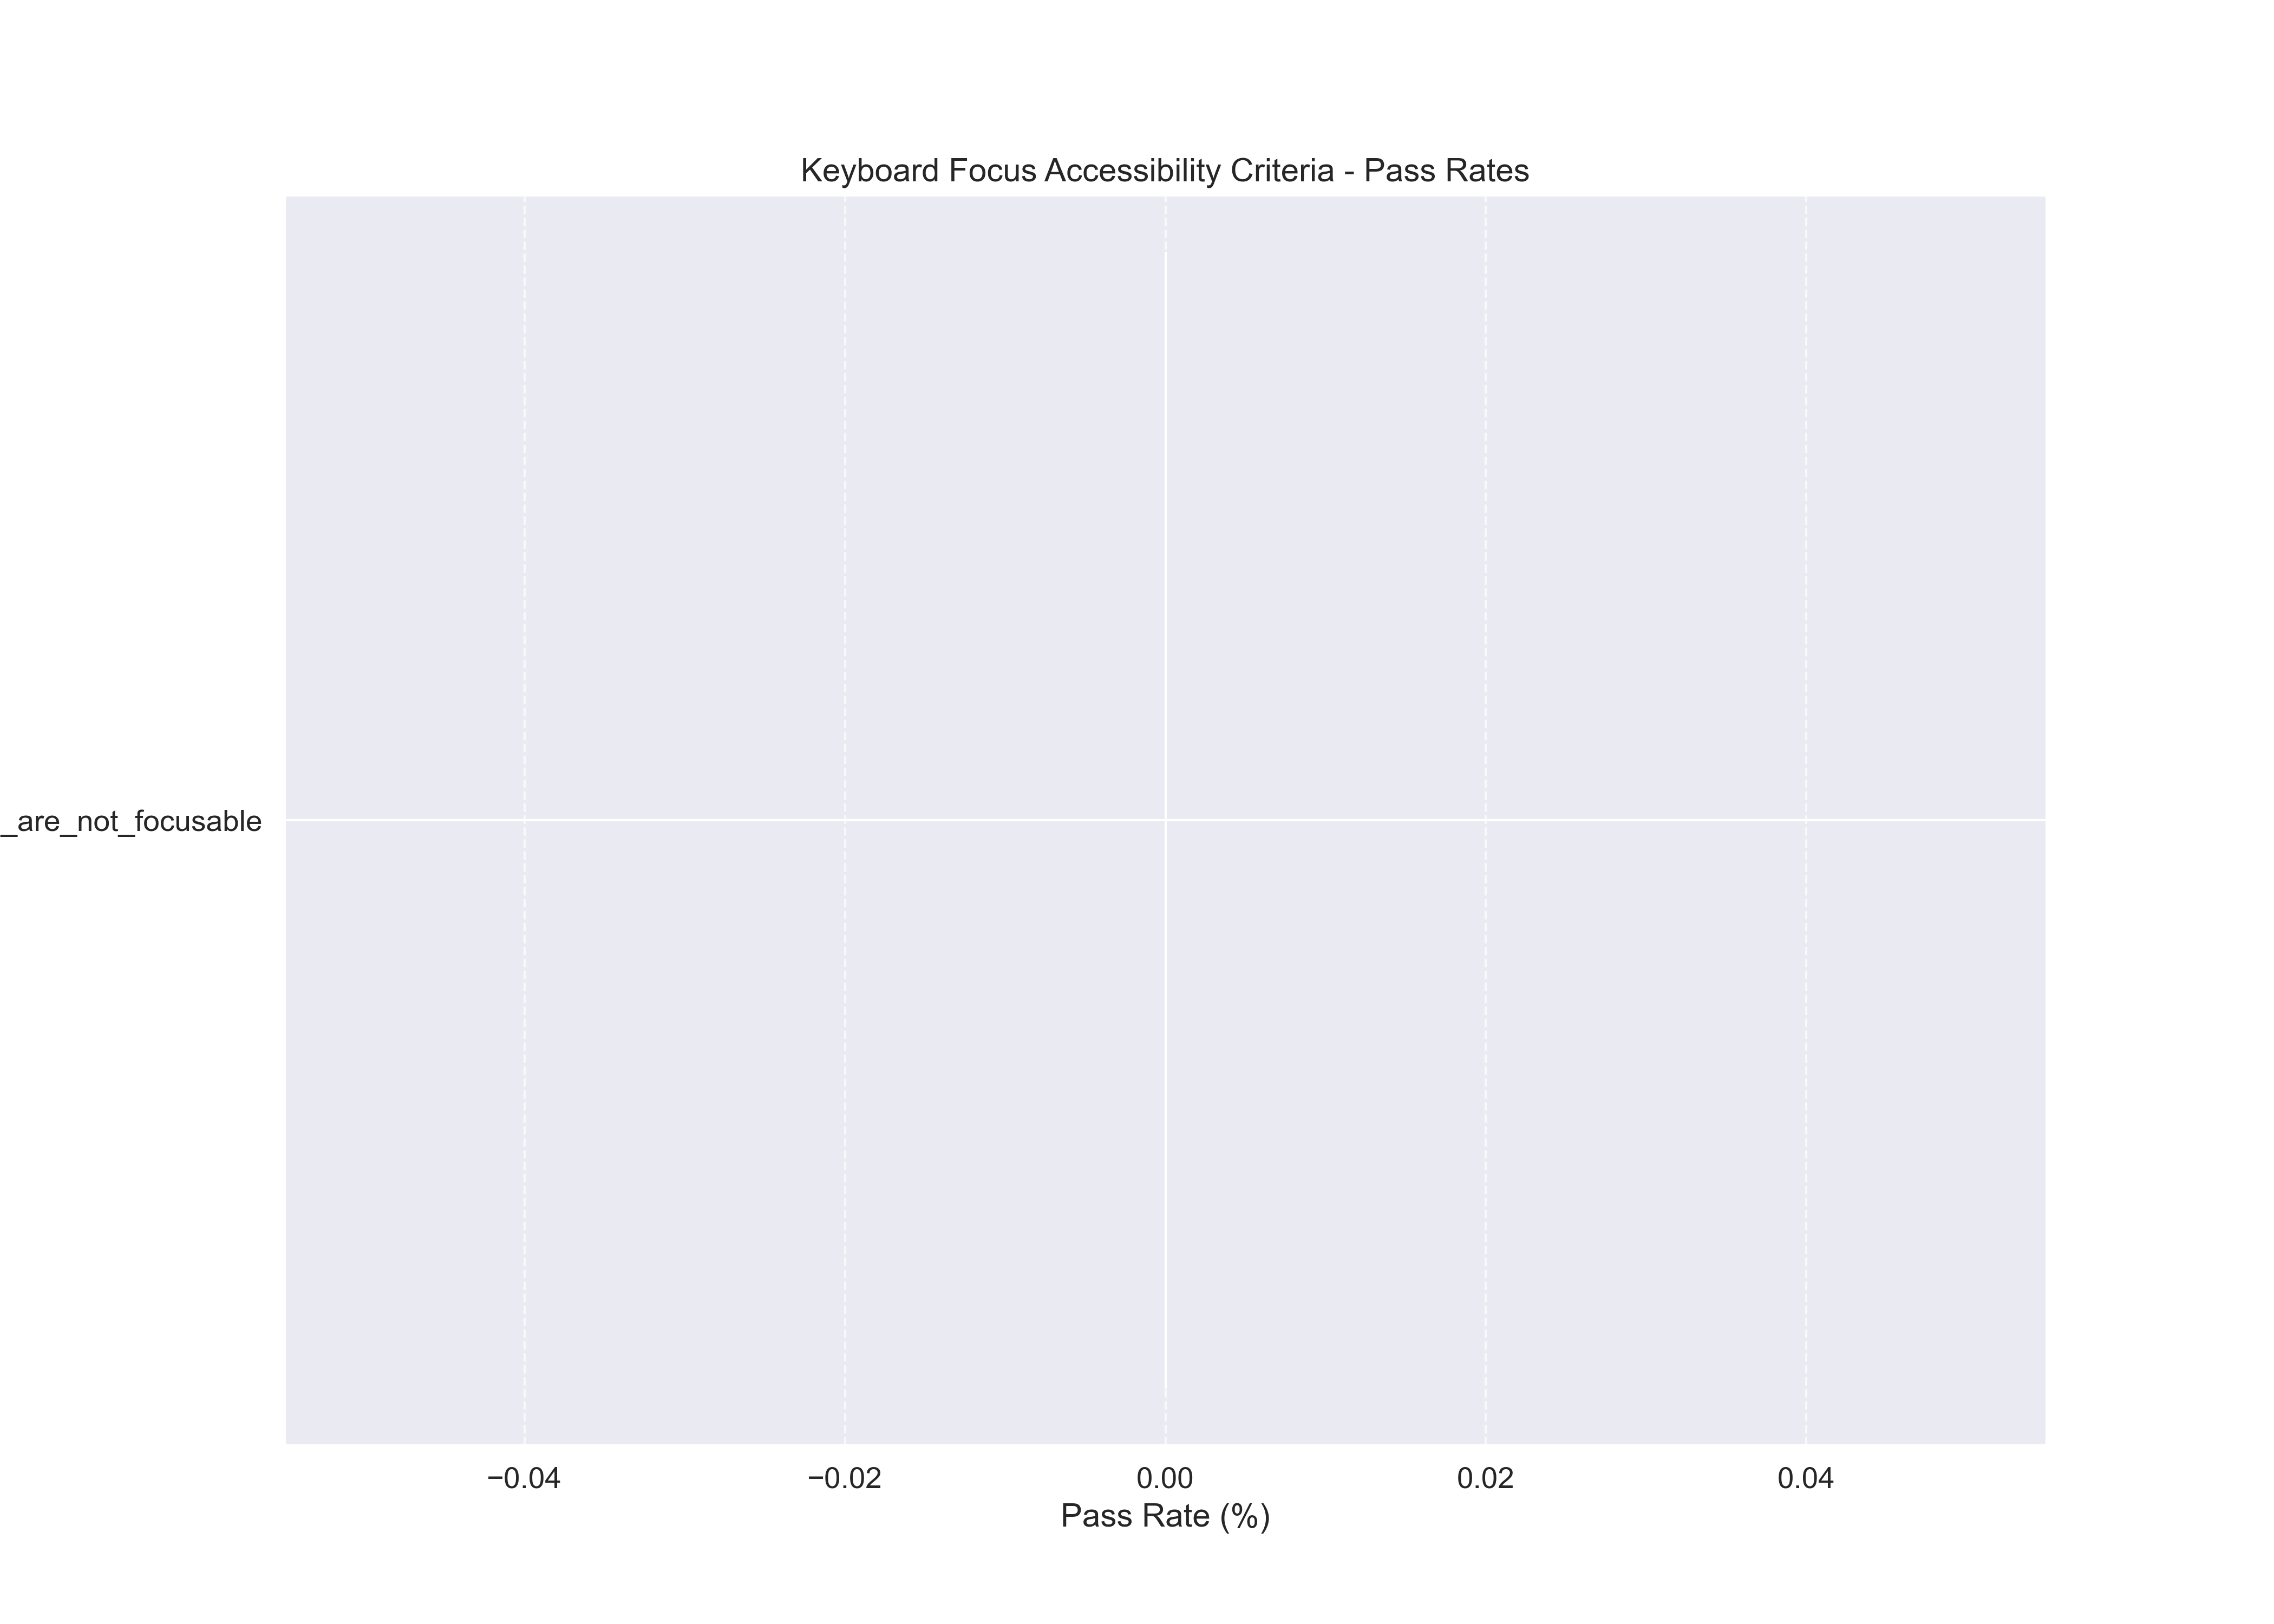 Keyboard Focus Accessibility Criteria - Pass Rates
_are_not_focusable
−0.04 −0.02 0.00 0.02 0.04
Pass Rate (%)